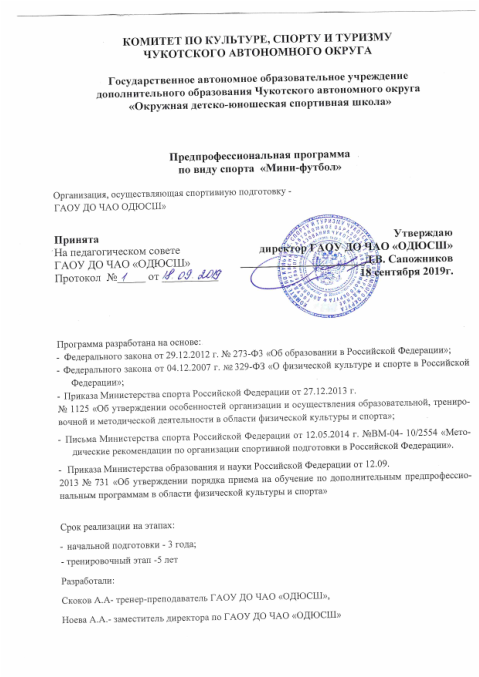 КОМИТЕТ ПО КУЛЬТУРЕ, СПОРТУ И ТУРИЗМУ
ЧУКОТСКОГО АВТОНОМНОГО ОКРУГА
Государственное автономное образовательное учреждение
дополнительного образования Чукотского автономного округа
«Окружная детско-юношеская спортивная школа»
Предпрофессиональная программа
по виду спорта «Мини-футбол»
Организация, осуществляющая спортивную подготовку -
ГАОУ ДО ЧАО ОДЮСШ»
Принята
На педагогическом совете
ГАОУ ДО ЧАО «ОДЮСШ»
Протокол № 1 от 18.09.2019
Утверждаю
директор ГАОУ ДО ЧАО «ОДЮСШ»
В. Сапожников
18 сентября 2019г.
Программа разработана на основе:
- Федерального закона от 29.12.2012 г. № 273-ФЗ «Об образовании в Российской Федерации»;
- Федерального закона от 04.12.2007 г. № 329-ФЗ «О физической культуре и спорте в Российской
Федерации»;
- Приказа Министерства спорта Российской Федерации от 27.12.2013 г.
№ 1125 «Об утверждении особенностей организации и осуществления образовательной, трениро-
вочной и методической деятельности в области физической культуры и спорта»;
- Письма Министерства спорта Российской Федерации от 12.05.2014 г. №ВМ-04- 10/2554 «Мето-
дические рекомендации по организации спортивной подготовки в Российской Федерации».
- Приказа Министерства образования и науки Российской Федерации от 12.09.
2013 № 731 «Об утверждении порядка приема на обучение по дополнительным предпрофессио-
нальным программам в области физической культуры и спорта»
Срок реализации на этапах:
- начальной подготовки - 3 года;
- тренировочный этап -5 лет
Разработали:
Скоков А.А- тренер-преподаватель ГАОУ ДО ЧАО «ОДЮСШ»,
Ноева А.А.- заместитель директора по ГАОУ ДО ЧАО «ОДЮСШ»